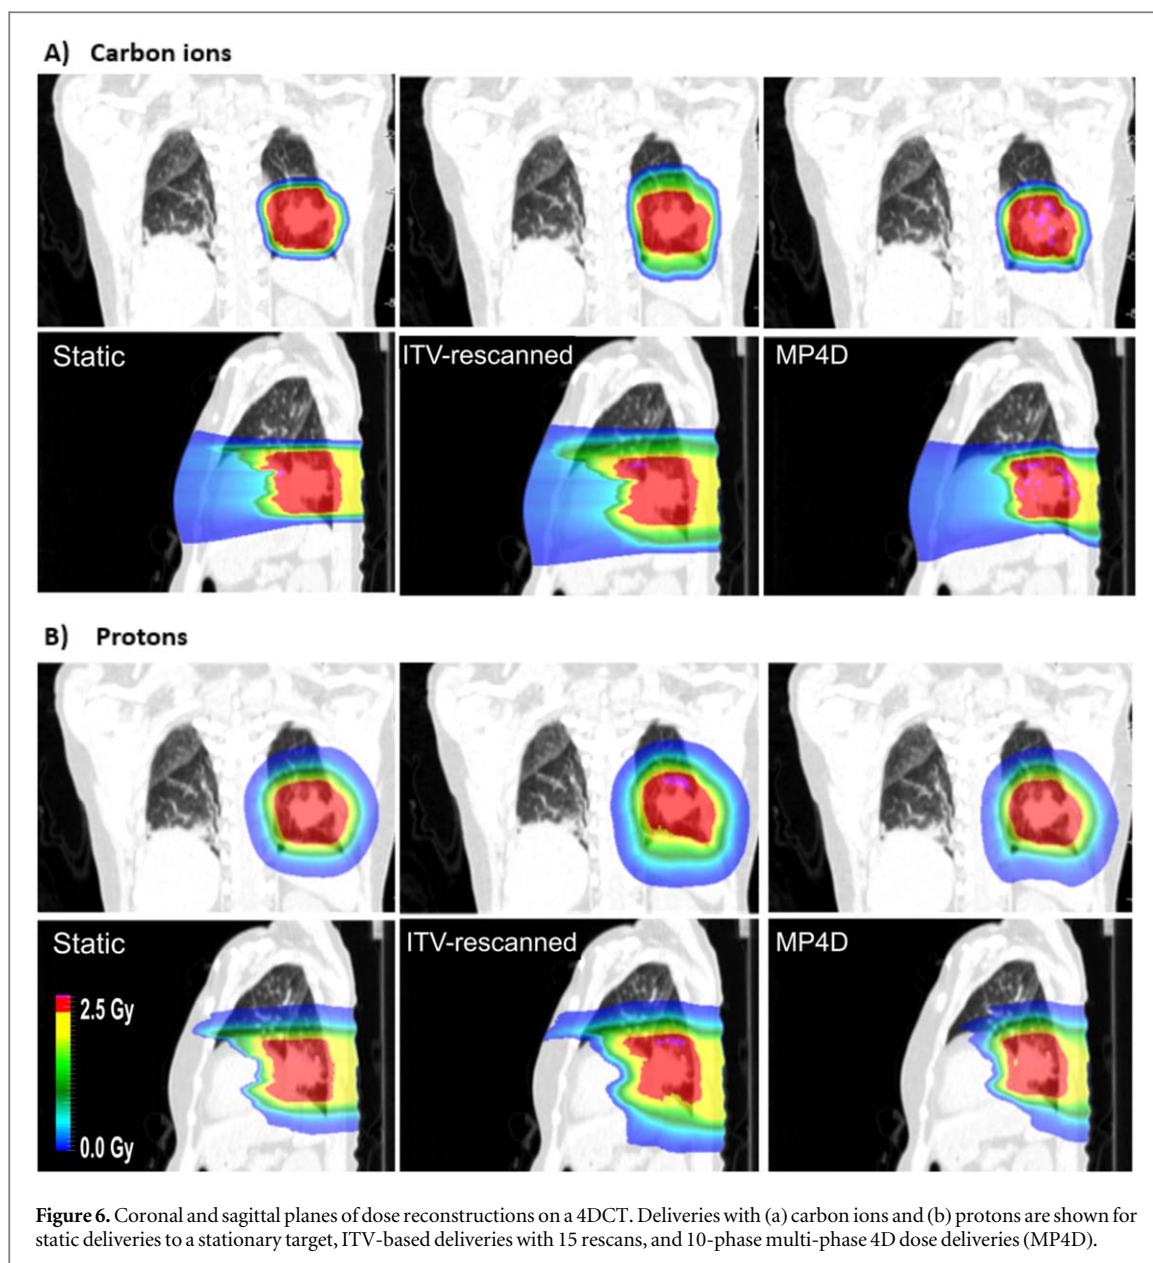 A) Carbon ions
Static
ITV-rescanned
MP4D
B) Protons
Static
ITV-rescanned
MP4D
2.5 Gy
0.0 Gy
Figure 6. Coronal and sagittal planes of dose reconstructions on a 4DCT. Deliveries with (a) carbon ions and (b) protons are shown for
static deliveries to a stationary target, ITV-based deliveries with 15 rescans, and 10-phase multi-phase 4D dose deliveries (MP4D).